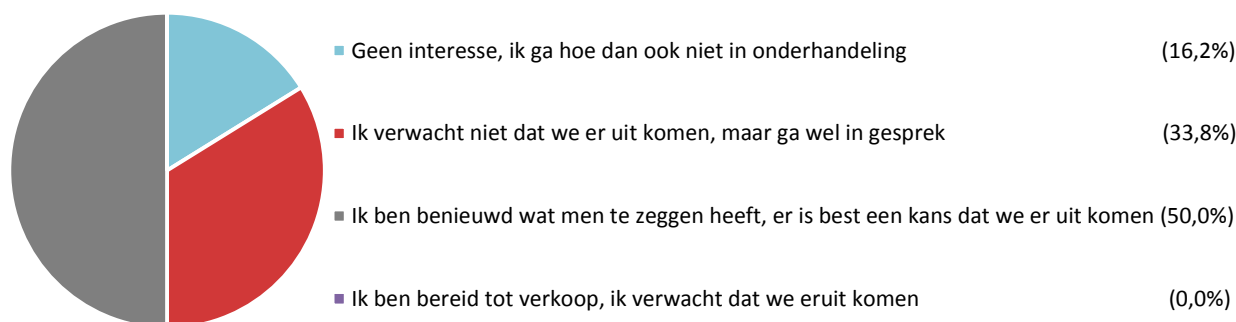 Geen interesse, ik ga hoe dan ook niet in onderhandeling (16,2%)
Ik verwacht niet dat we er uit komen, maar ga wel in gesprek (33,8%)
Ik ben benieuwd wat men te zeggen heeft, er is best een kans dat we er uit komen (50,0%)
Ik ben bereid tot verkoop, ik verwacht dat we eruit komen (0,0%)